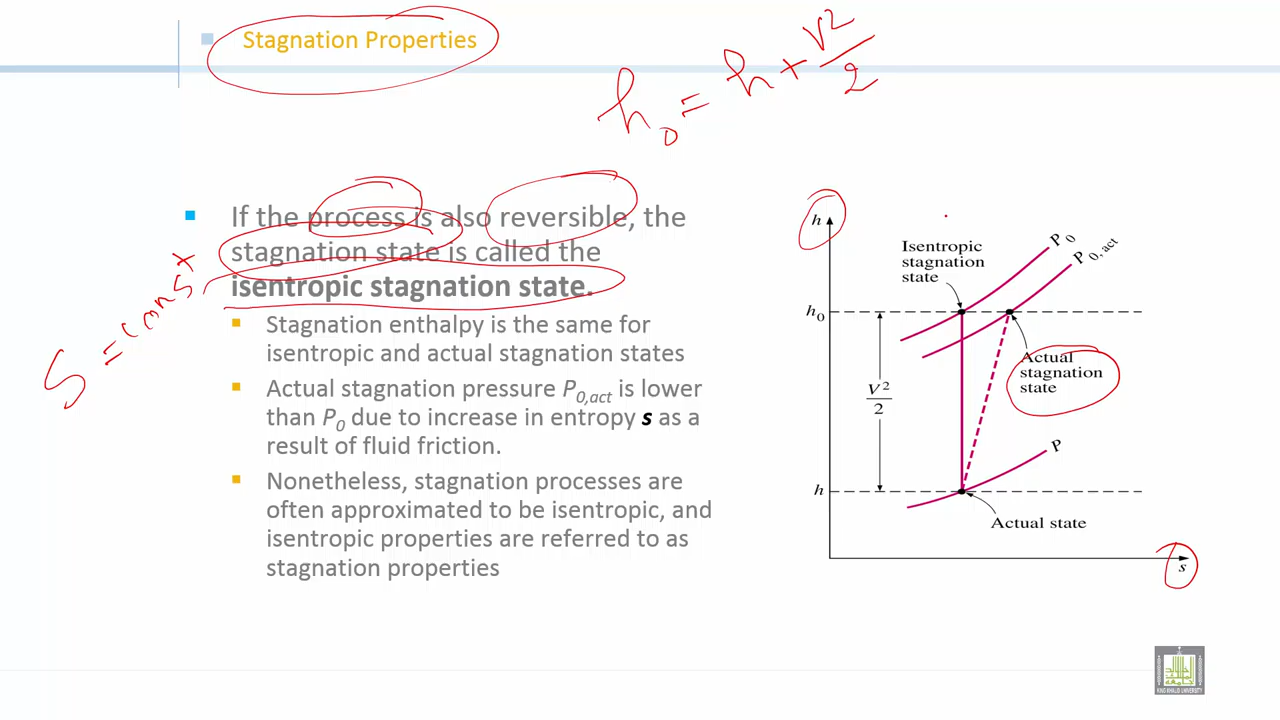 Stagnation Properties
h₀ = h + V²/2
If the process is also reversible, the
stagnation state is called the
isentropic stagnation state.
S = const
Stagnation enthalpy is the same for
isentropic and actual stagnation states
Actual stagnation pressure P0,act is lower
than P0 due to increase in entropy s as a
result of fluid friction.
Nonetheless, stagnation processes are
often approximated to be isentropic, and
isentropic properties are referred to as
stagnation properties
h
Isentropic
stagnation
state
P₀
P0, act
h₀
Actual
stagnation
state
V²/2
P
h
Actual state
s
KING KHALID UNIVERSITY